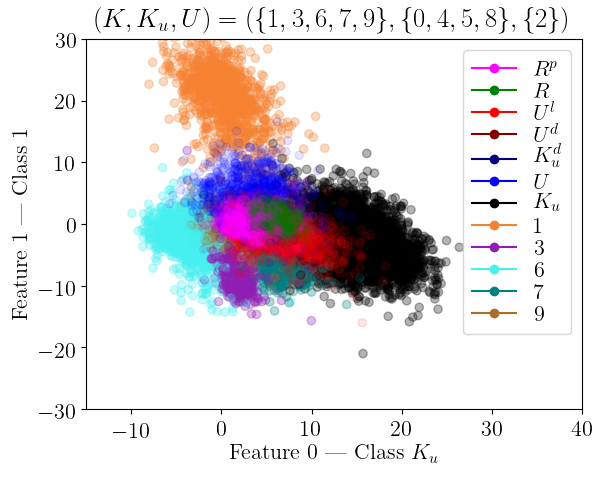 (K, K_u, U) = ({1, 3, 6, 7, 9}, {0, 4, 5, 8}, {2})
30
20
10
0
−10
−20
−30
Feature 1 — Class 1
R^p
R
U^l
U^d
K_u^d
U
K_u
1
3
6
7
9
−10
0
10
20
30
40
Feature 0 — Class K_u